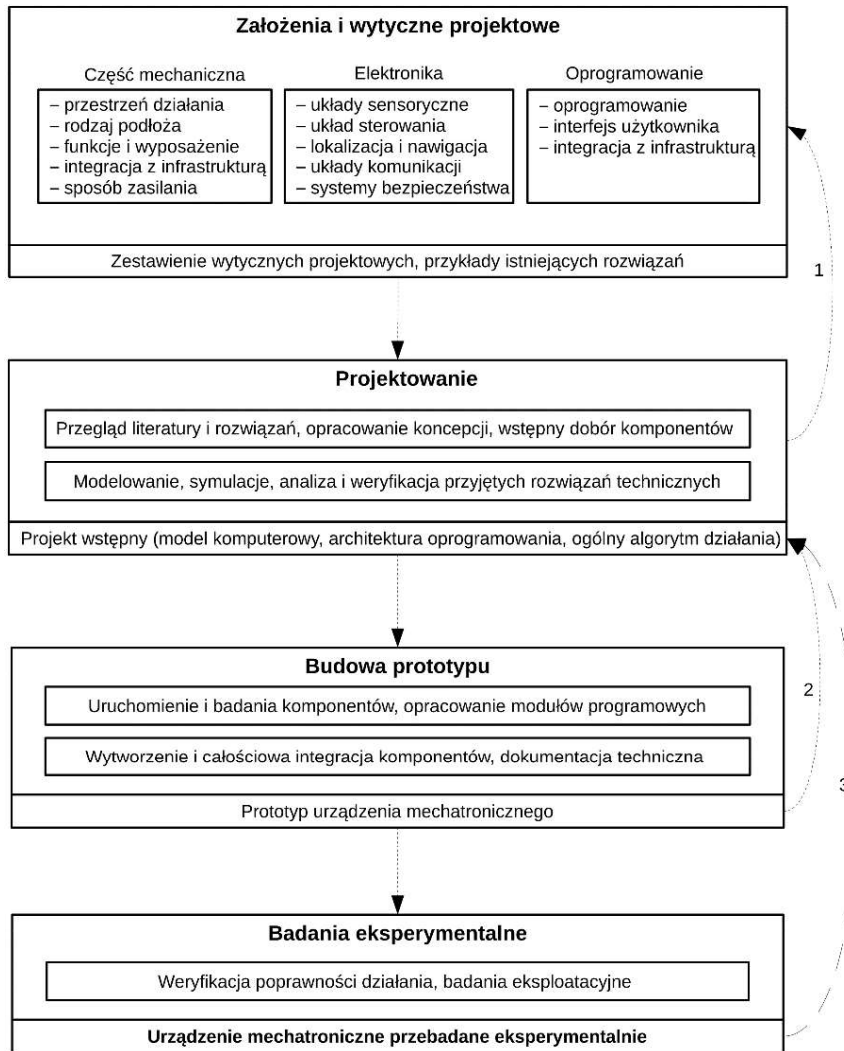 Założenia i wytyczne projektowe
Część mechaniczna
– przestrzeń działania
– rodzaj podłoża
– funkcje i wyposażenie
– integracja z infrastrukturą
– sposób zasilania
Elektronika
– układy sensoryczne
– układ sterowania
– lokalizacja i nawigacja
– układy komunikacji
– systemy bezpieczeństwa
Oprogramowanie
– oprogramowanie
– interfejs użytkownika
– integracja z infrastrukturą
Zestawienie wytycznych projektowych, przykłady istniejących rozwiązań
1
Projektowanie
Przegląd literatury i rozwiązań, opracowanie koncepcji, wstępny dobór komponentów
Modelowanie, symulacje, analiza i weryfikacja przyjętych rozwiązań technicznych
Projekt wstępny (model komputerowy, architektura oprogramowania, ogólny algorytm działania)
Budowa prototypu
Uruchomienie i badania komponentów, opracowanie modułów programowych
2
Wytworzenie i całościowa integracja komponentów, dokumentacja techniczna
3
Prototyp urządzenia mechatronicznego
Badania eksperymentalne
Weryfikacja poprawności działania, badania eksploatacyjne
Urządzenie mechatroniczne przebadane eksperymentalnie